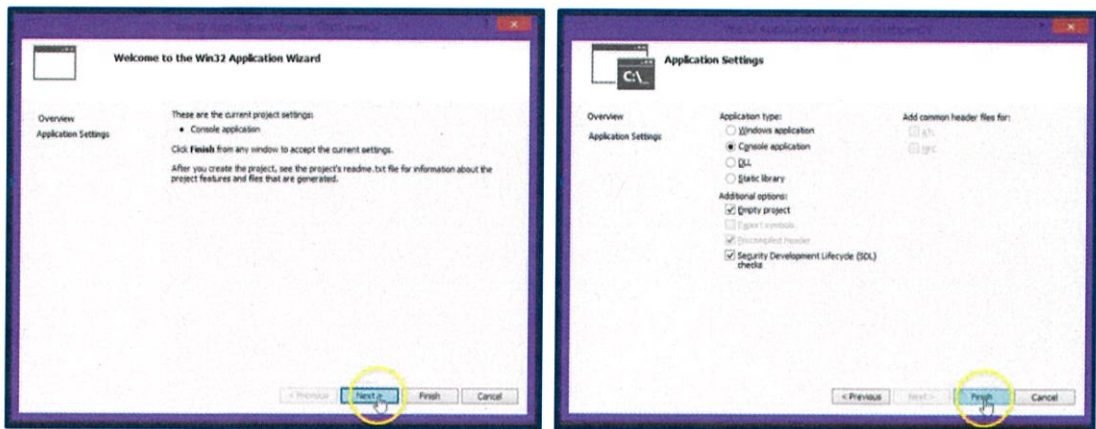 Welcome to the Win32 Application Wizard
Overview
Application Settings
These are the current project settings:
• Console application
Click Finish from any window to accept the current settings.
After you create the project, see the project's readme.txt file for information about the
project features and files that are generated.
< Previous
Next >
Finish
Cancel
Win32 Application Wizard -
C:\_
Application Settings
Overview
Application Settings
Application type:
Windows application
Console application
DLL
Static library
Additional options:
Empty project
Export symbols
Precompiled header
Security Development Lifecycle (SDL)
checks
Add common header files for:
ATL
MFC
< Previous
Next >
Finish
Cancel